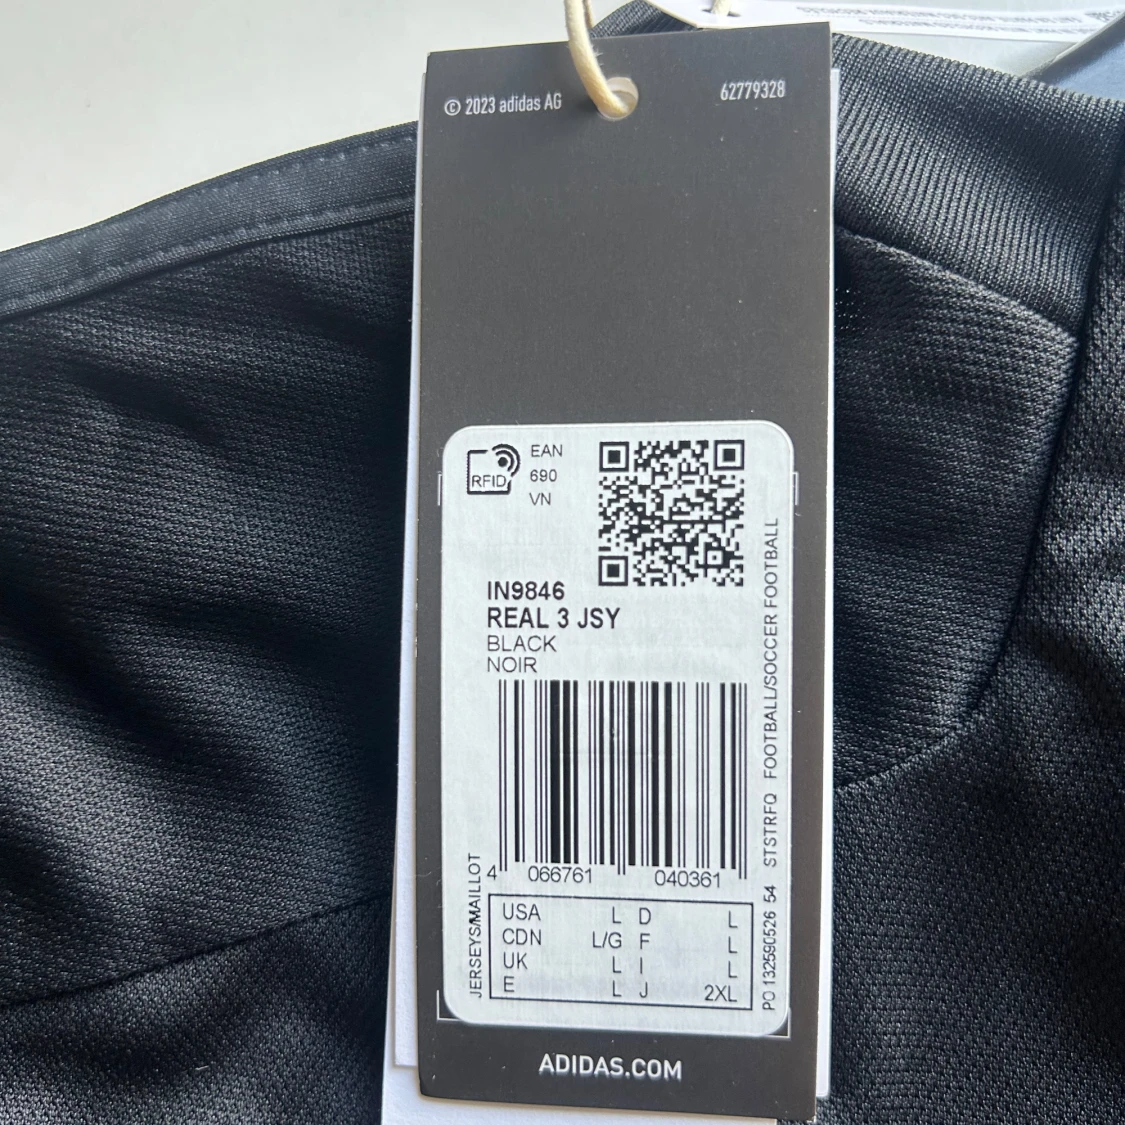 © 2023 adidas AG
62779328
RFID
EAN
690
VN
IN9846
REAL 3 JSY
BLACK
NOIR
4 066761 040361
JERSEYS/MAILLOT
PO 132590526 54 STSTRFQ FOOTBALL/SOCCER FOOTBALL
USA L D L
CDN L/G F L
UK L I L
E L J 2XL
ADIDAS.COM